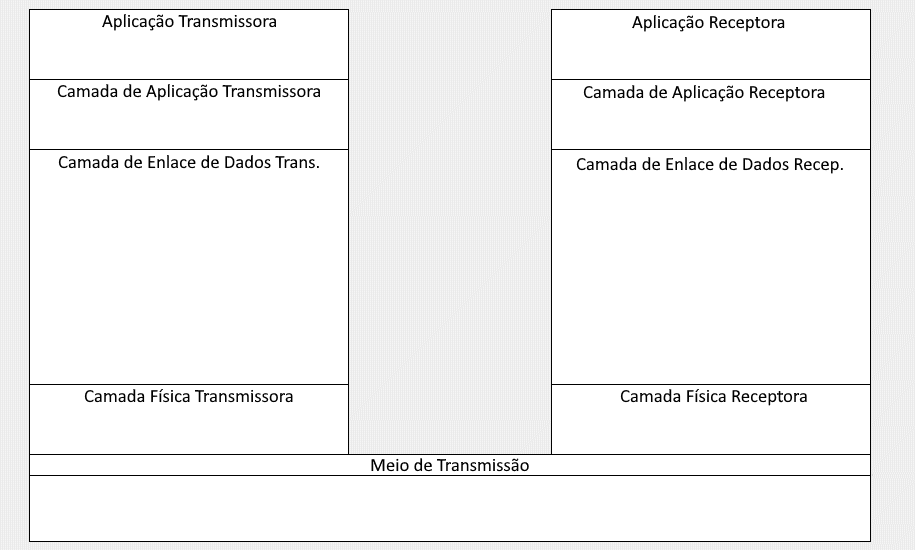 Aplicação Transmissora
Camada de Aplicação Transmissora
Camada de Enlace de Dados Trans.
Camada Física Transmissora
Aplicação Receptora
Camada de Aplicação Receptora
Camada de Enlace de Dados Recep.
Camada Física Receptora
Meio de Transmissão